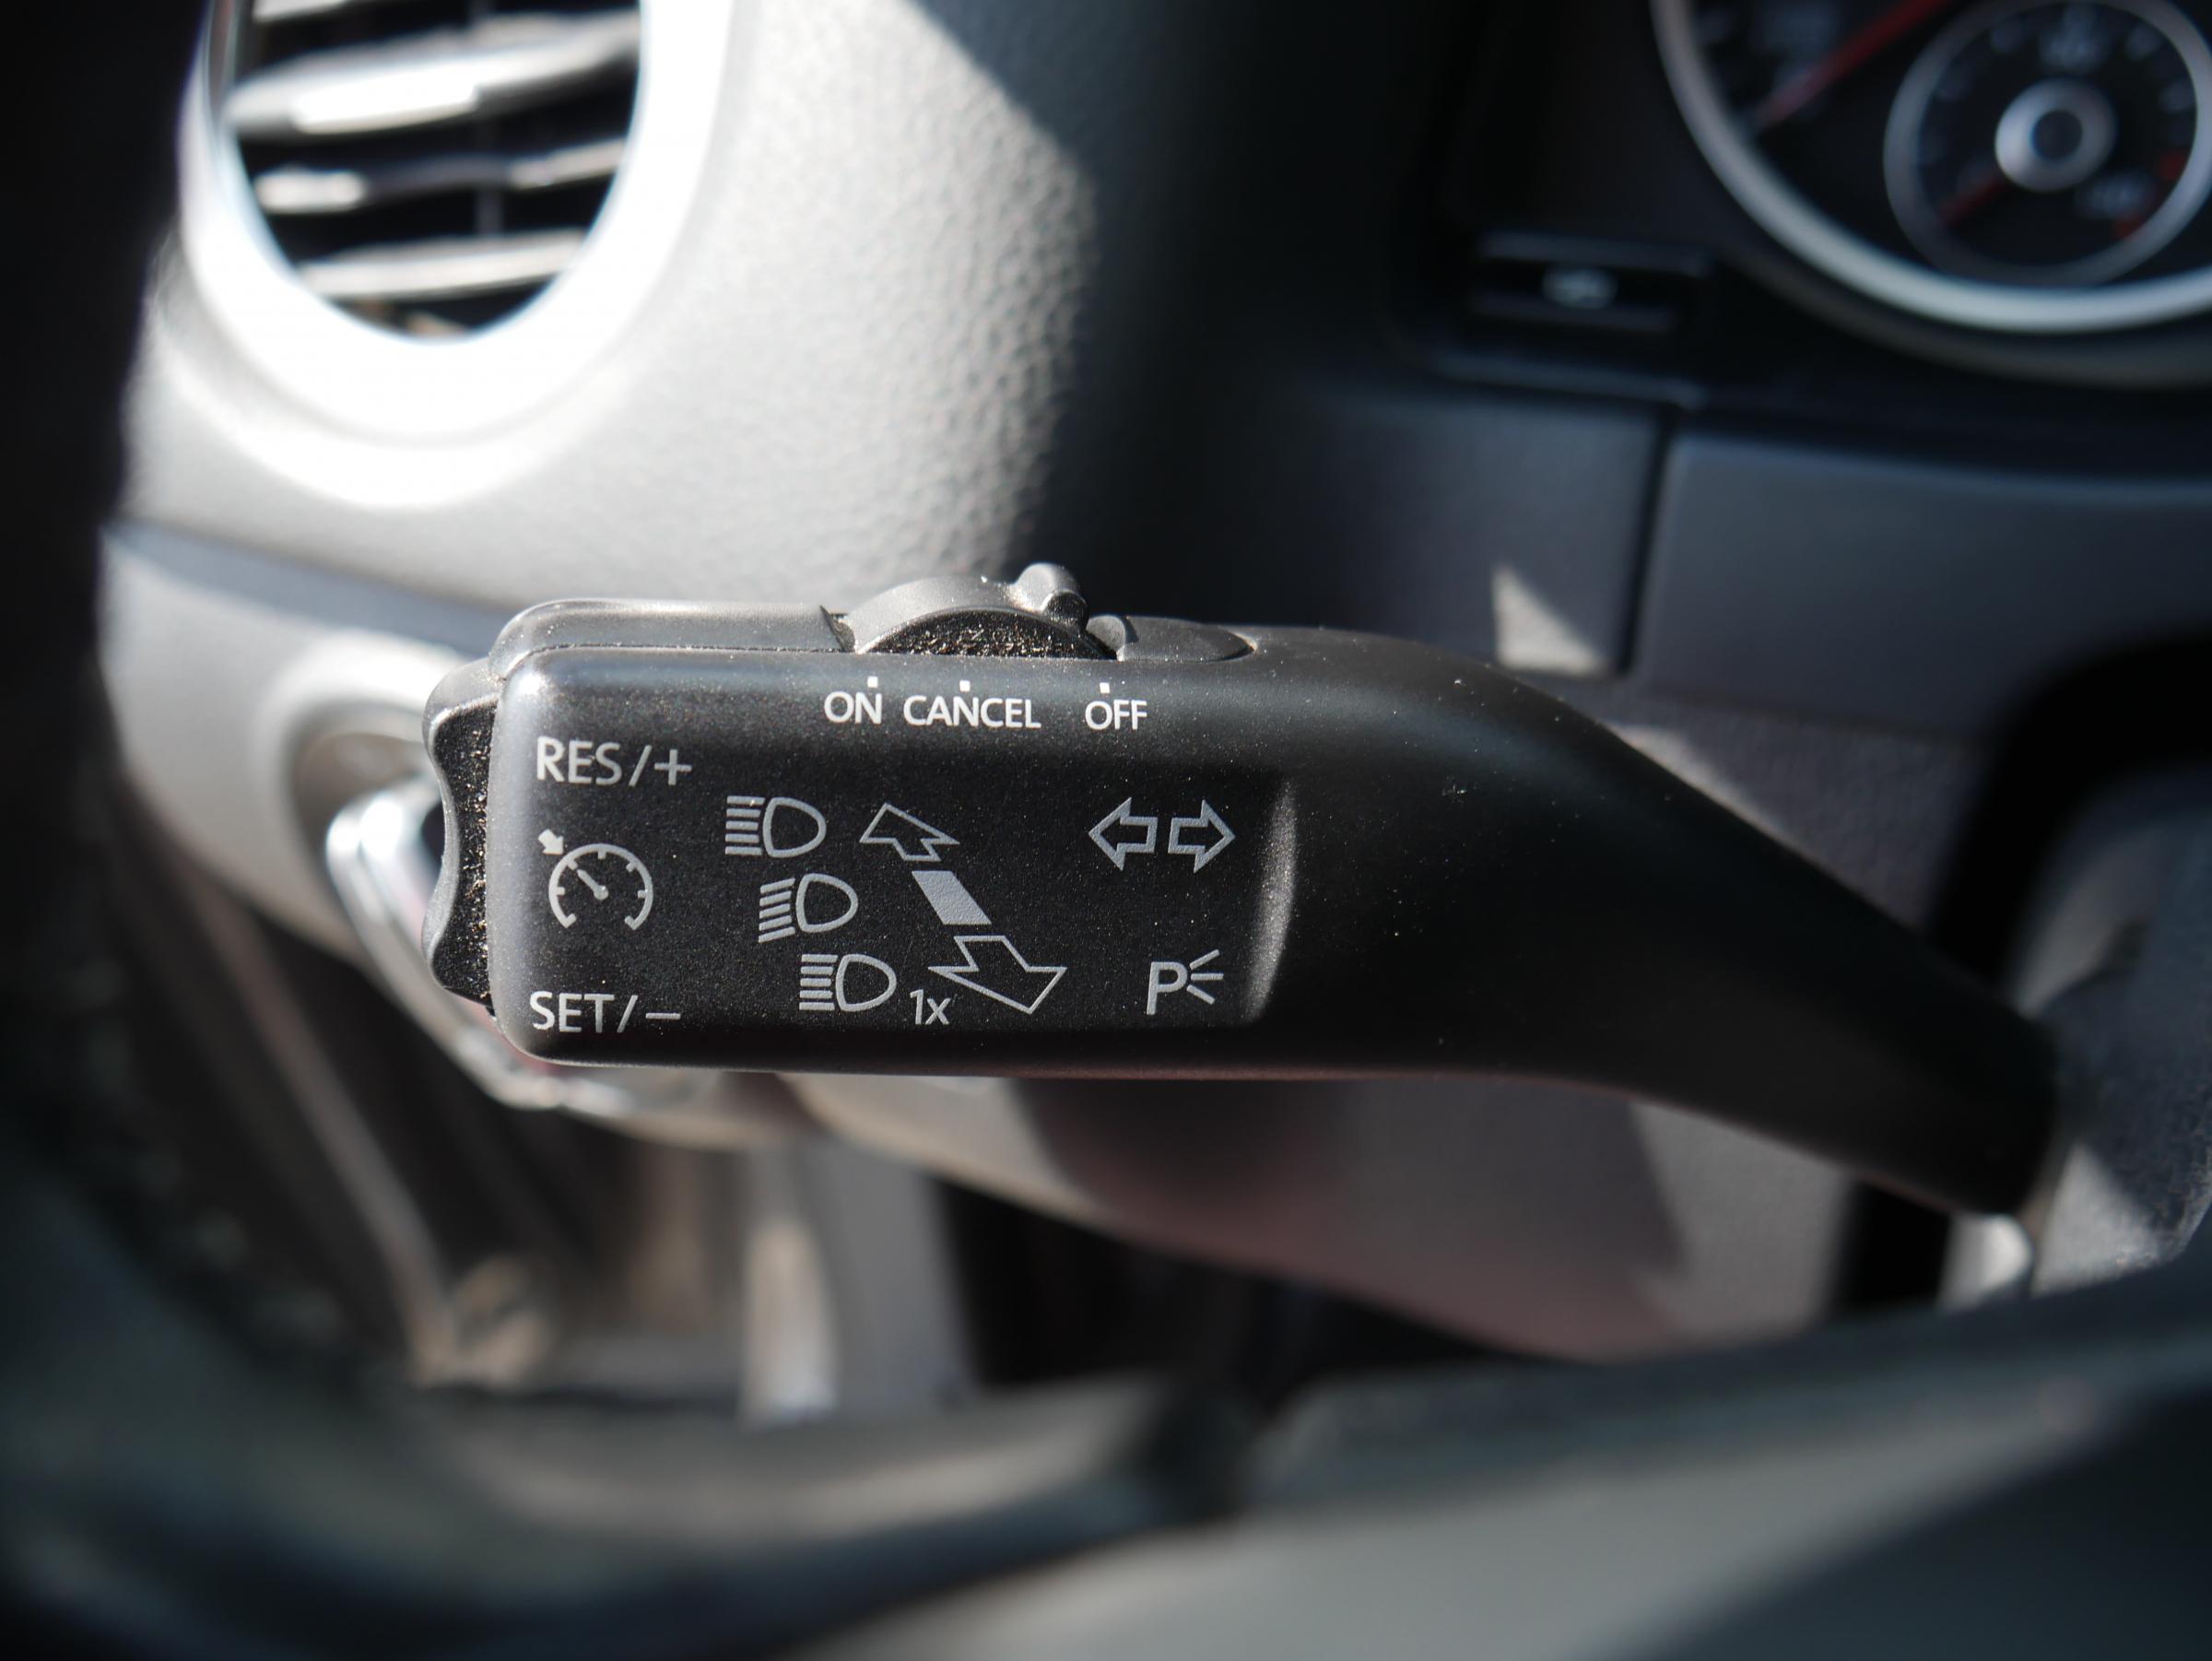 ON CANCEL OFF
RES/+
1x
P
SET/−